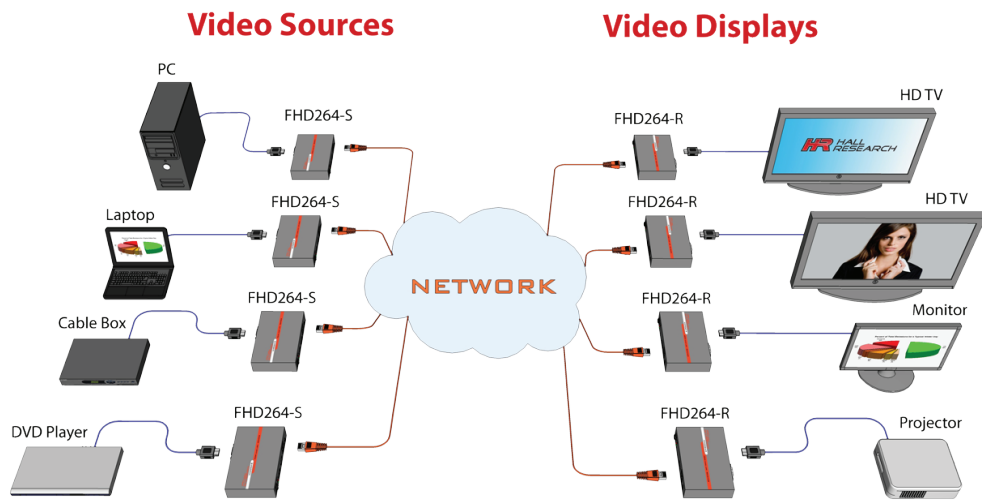 Video Sources
Video Displays
PC
FHD264-S
FHD264-R
HD TV
HR HALL
RESEARCH
Laptop
FHD264-S
FHD264-R
HD TV
NETWORK
Cable Box
FHD264-S
FHD264-R
Monitor
DVD Player
FHD264-S
FHD264-R
Projector